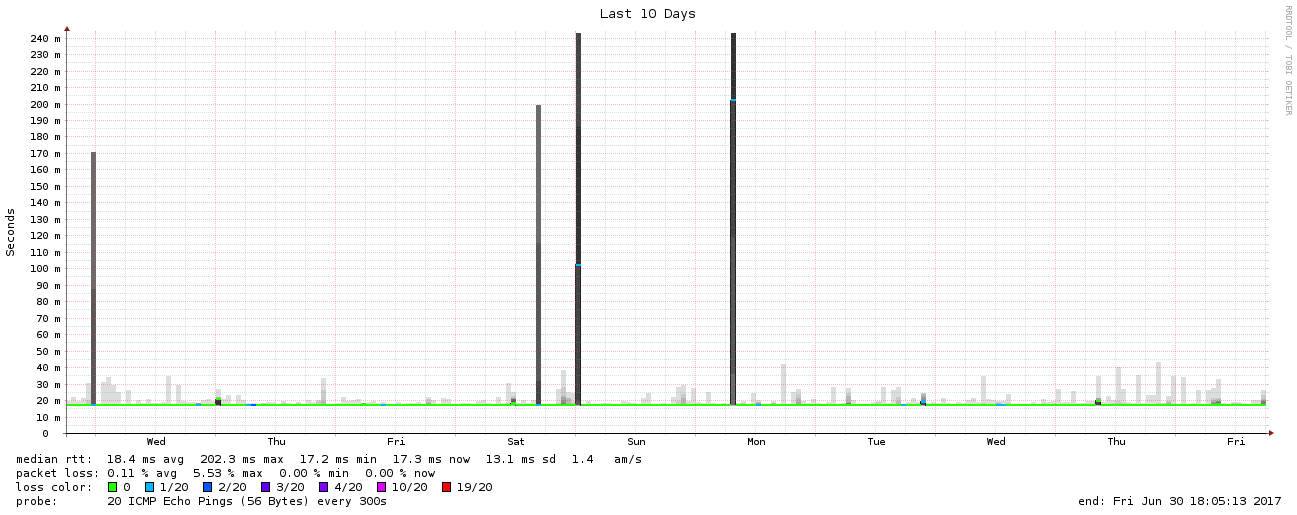 Last 10 Days
RRDTOOL / TOBI OETIKER
Seconds
240 m
230 m
220 m
210 m
200 m
190 m
180 m
170 m
160 m
150 m
140 m
130 m
120 m
110 m
100 m
90 m
80 m
70 m
60 m
50 m
40 m
30 m
20 m
10 m
0
Wed Thu Fri Sat Sun Mon Tue Wed Thu Fri
median rtt: 18.4 ms avg 202.3 ms max 17.2 ms min 17.3 ms now 13.1 ms sd 1.4 am/s
packet loss: 0.11 % avg 5.53 % max 0.00 % min 0.00 % now
loss color: 0 1/20 2/20 3/20 4/20 10/20 19/20
probe: 20 ICMP Echo Pings (56 Bytes) every 300s end: Fri Jun 30 18:05:13 2017